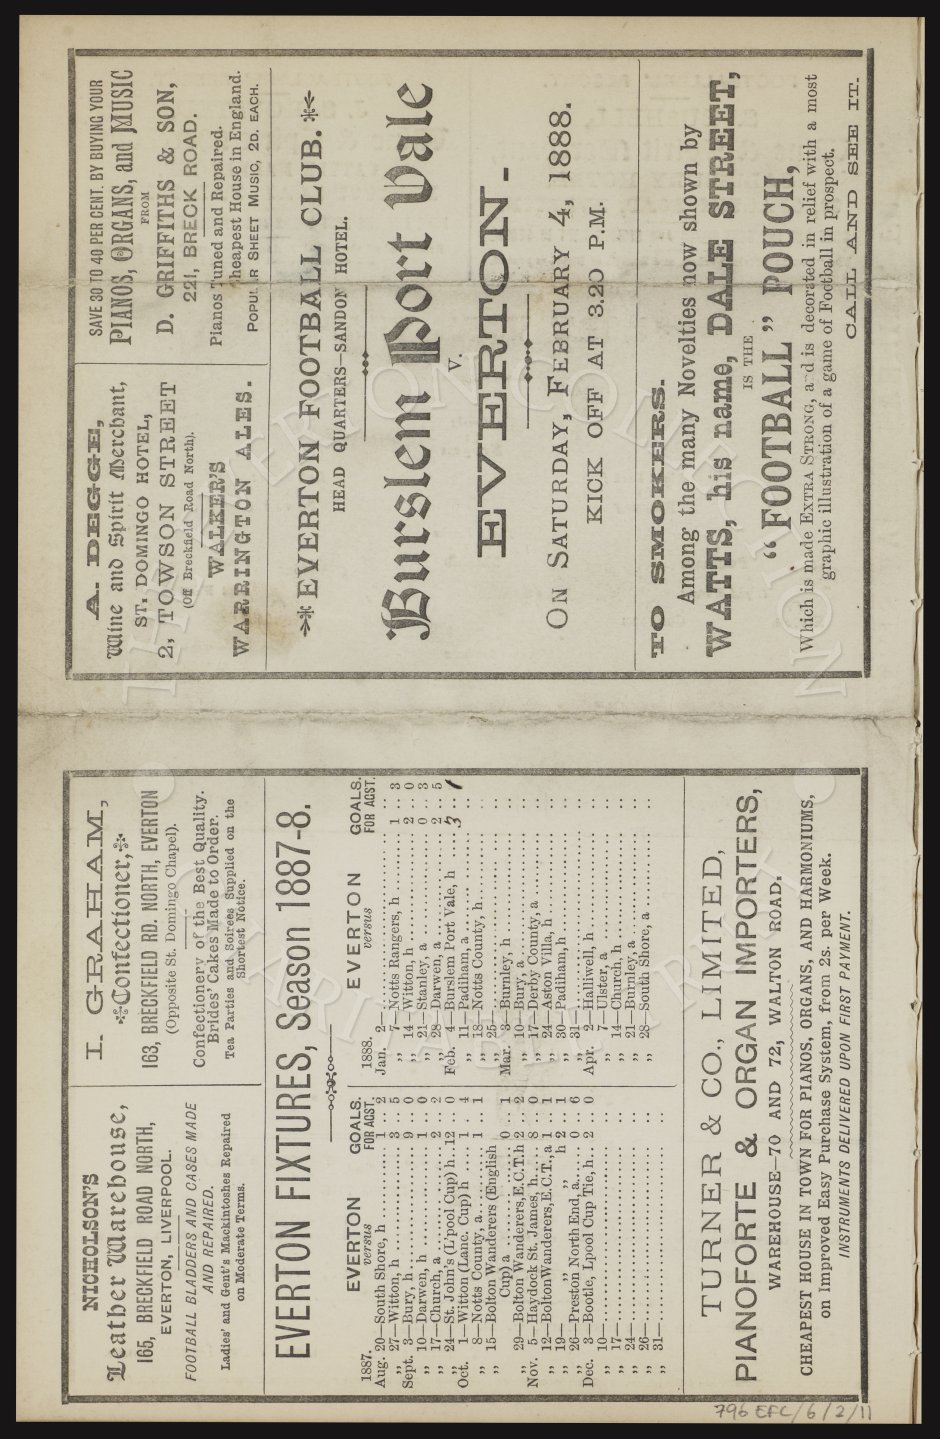 NICHOLSON'S
Leather Warehouse,
165, BRECKFIELD ROAD NORTH,
EVERTON, LIVERPOOL.
FOOTBALL BLADDERS AND CASES MADE
AND REPAIRED.
Ladies' and Gent's Mackintoshes Repaired
on Moderate Terms.
I. GRAHAM,
Confectioner,
163, BRECKFIELD RD. NORTH, EVERTON
(Opposite St. Domingo Chapel).
Confectionery of the Best Quality.
Brides' Cakes Made to Order.
Tea Parties and Soirees Supplied on the
Shortest Notice.
EVERTON FIXTURES, Season 1887-8.
EVERTON GOALS.
1887. versus FOR AGST.
Aug. 20—South Shore, h .......... 1 .. 2
,, 27—Witton, h .......... 3 .. 5
Sept. 3—Bury, h .......... 9 .. 0
,, 10—Darwen, h .......... 1 .. 0
,, 17—Church, a .......... 2 .. 2
,, 24—St. John's (L'pool Cup) h..12 .. 0
Oct. 1—Witton (Lanc. Cup) h .... 1 .. 4
,, 8—Notts County, a.......... 1 .. 1
,, 15—Bolton Wanderers (English
Cup) a .......... 0 .. 1
,, 29—Bolton Wanderers,E.C.T.h 2 .. 2
Nov. 5—Haydock St. James, h.... 8 .. 0
,, 12—BoltonWanderers,E.C.T.,a 1 1
,, 19— ,, ,, h 2 1
,, 26—Preston North End, a.... 0 .. 6
Dec. 3—Bootle, Lpool Cup Tie,h.. 2 .. 0
,, 10—.......... ..
,, 17—.......... ..
,, 24—.......... ..
,, 26—.......... ..
,, 31—.......... ..
EVERTON GOALS.
1888. versus FOR AGST.
Jan. 2—.......... ..
,, 7—Notts Rangers, h .......... 1 .. 3
,, 14—Witton, h .......... 2 .. 0
,, 21—Stanley, a .......... 0 .. 3
,, 28—Darwen, a .......... 2 .. 5
Feb. 4—Burslem Port Vale, h .... ..
,, 11—Padiham, a .......... ..
,, 18—Notts County, h.......... ..
,, 25—.......... ..
Mar. 3—Burnley, h .......... ..
,, 10—Bury, a .......... ..
,, 17—Derby County, a .......... ..
,, 24—Aston Villa, h .......... ..
,, 30—Padiham, h .......... ..
,, 31—.......... ..
Apr. 2—Halliwell, h .......... ..
,, 7—Ulster, a .......... ..
,, 14—Church, h .......... ..
,, 21—Burnley, a .......... ..
,, 28—South Shore, a .......... ..
TURNER & CO., LIMITED,
PIANOFORTE & ORGAN IMPORTERS,
WAREHOUSE—70 AND 72, WALTON ROAD.
CHEAPEST HOUSE IN TOWN FOR PIANOS, ORGANS, AND HARMONIUMS,
on Improved Easy Purchase System, from 2s. per Week.
INSTRUMENTS DELIVERED UPON FIRST PAYMENT.
796 EFC/6/2/11
A. DEGGE,
Wine and Spirit Merchant,
ST. DOMINGO HOTEL,
2, TOWSON STREET
(Off Breckfield Road North).
WALKER'S
WARRINGTON ALES.
SAVE 30 TO 40 PER CENT. BY BUYING YOUR
PIANOS, ORGANS, and MUSIC
FROM
D. GRIFFITHS & SON,
221, BRECK ROAD.
Pianos Tuned and Repaired.
Cheapest House in England.
POPULAR SHEET MUSIC, 2D. EACH.
EVERTON FOOTBALL CLUB.
HEAD QUARTERS—SANDON HOTEL.
Burslem Port Vale
V.
EVERTON.
ON SATURDAY, FEBRUARY 4, 1888.
KICK OFF AT 3.20 P.M.
TO SMOKERS.
Among the many Novelties now shown by
WATTS, his name, DALE STREET,
IS THE
“ FOOTBALL ” POUCH,
Which is made EXTRA STRONG, and is decorated in relief with a most
graphic illustration of a game of Football in prospect.
CALL AND SEE IT.